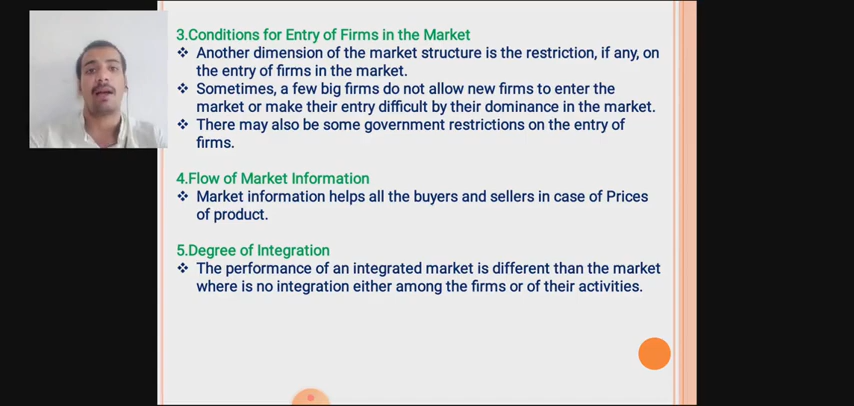 3.Conditions for Entry of Firms in the Market
❖ Another dimension of the market structure is the restriction, if any, on
the entry of firms in the market.
❖ Sometimes, a few big firms do not allow new firms to enter the
market or make their entry difficult by their dominance in the market.
❖ There may also be some government restrictions on the entry of
firms.
4.Flow of Market Information
❖ Market information helps all the buyers and sellers in case of Prices
of product.
5.Degree of Integration
❖ The performance of an integrated market is different than the market
where is no integration either among the firms or of their activities.